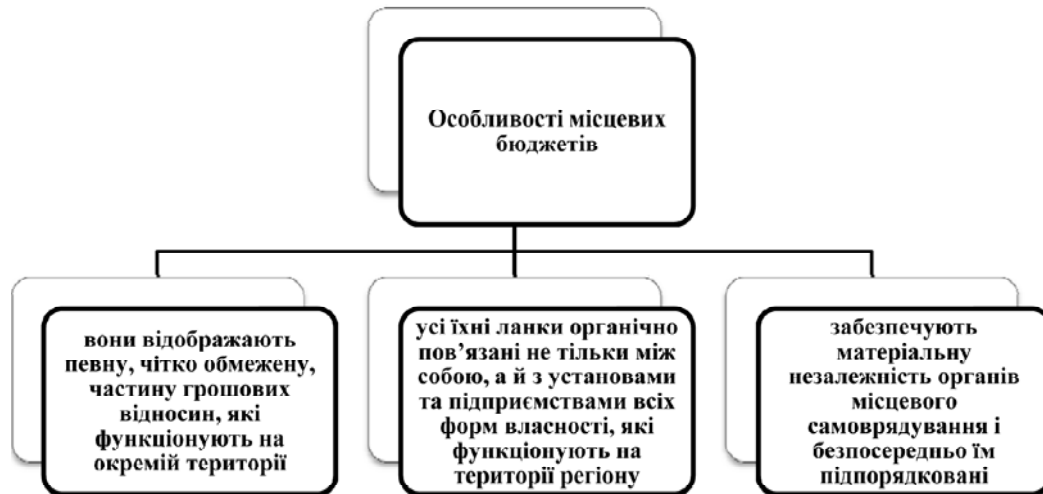 Особливості місцевих
бюджетів
вони відображають
певну, чітко обмежену,
частину грошових
відносин, які
функціонують на
окремій території
усі їхні ланки органічно
пов’язані не тільки між
собою, а й з установами
та підприємствами всіх
форм власності, які
функціонують на
території регіону
забезпечують
матеріальну
незалежність органів
місцевого
самоврядування і
безпосередньо їм
підпорядковані